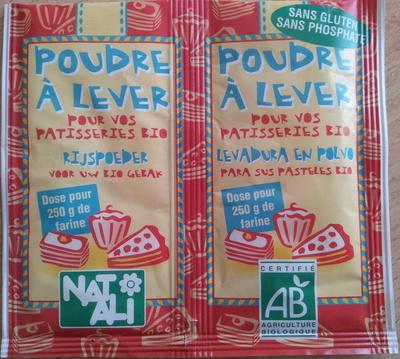 SANS GLUTEN
SANS PHOSPHATE
POUDRE
À LEVER
POUR VOS
PATISSERIES BIO
RIJSPOEDER
VOOR UW BIO GEBAK
Dose pour
250 g de
farine
NAT
ALi
POUDRE
À LEVER
POUR VOS
PATISSERIES BIO
LEVADURA EN POLVO
PARA SUS PASTELES BIO
Dose pour
250 g de
farine
CERTIFIÉ
AB
AGRICULTURE
BIOLOGIQUE